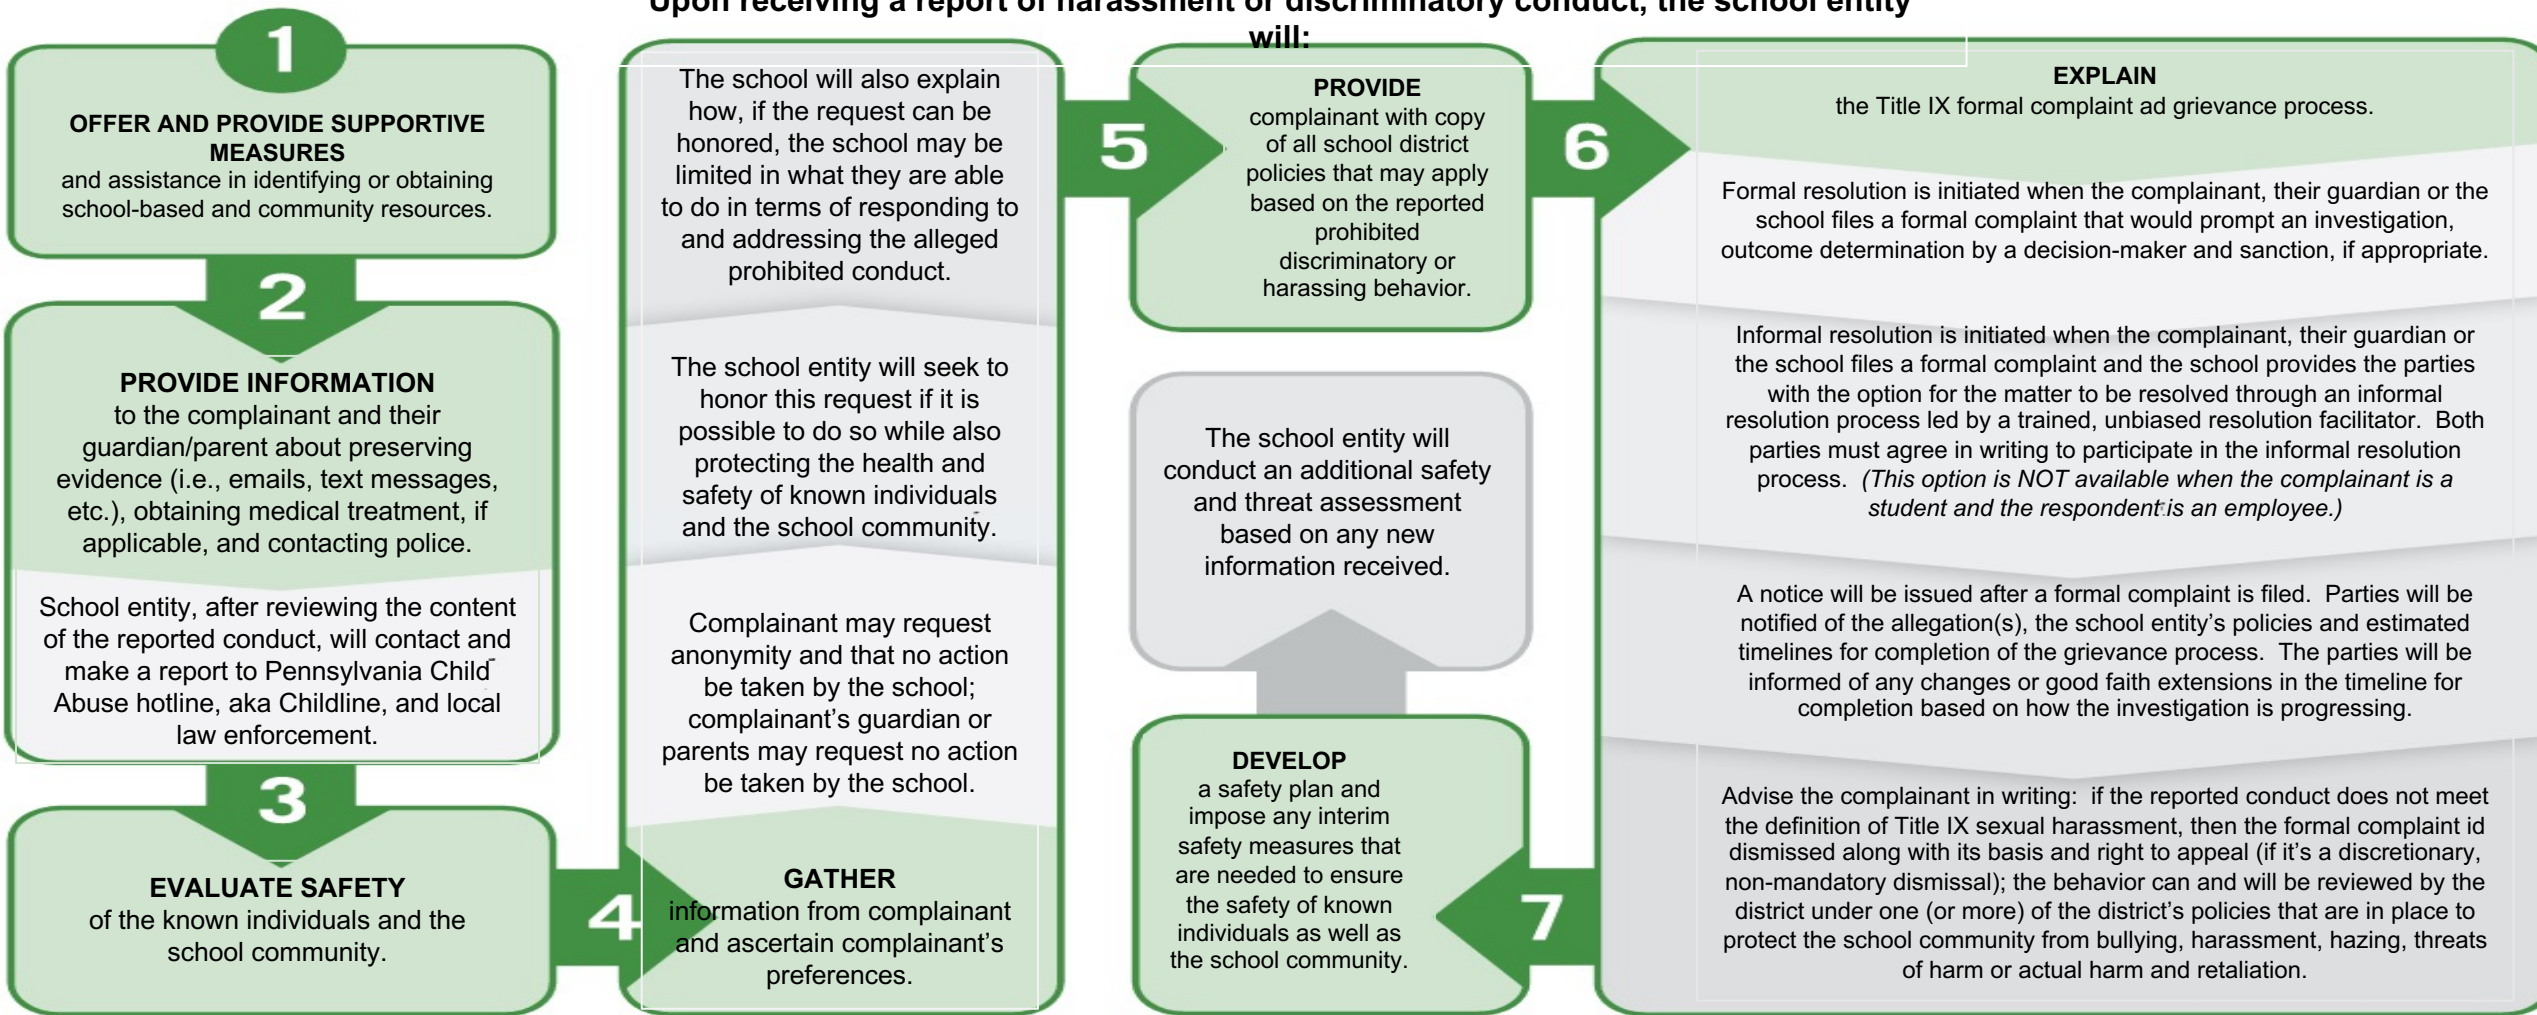 Upon receiving a report of harassment or discriminatory conduct, the school entity
will:
1
OFFER AND PROVIDE SUPPORTIVE
MEASURES
and assistance in identifying or obtaining
school-based and community resources.
2
PROVIDE INFORMATION
to the complainant and their
guardian/parent about preserving
evidence (i.e., emails, text messages,
etc.), obtaining medical treatment, if
applicable, and contacting police.
School entity, after reviewing the content
of the reported conduct, will contact and
make a report to Pennsylvania Child
Abuse hotline, aka Childline, and local
law enforcement.
3
EVALUATE SAFETY
of the known individuals and the
school community.
4
GATHER
information from complainant
and ascertain complainant's
preferences.
Complainant may request
anonymity and that no action
be taken by the school;
complainant's guardian or
parents may request no action
be taken by the school.
The school entity will seek to
honor this request if it is
possible to do so while also
protecting the health and
safety of known individuals
and the school community.
The school will also explain
how, if the request can be
honored, the school may be
limited in what they are able
to do in terms of responding to
and addressing the alleged
prohibited conduct.
5
PROVIDE
complainant with copy
of all school district
policies that may apply
based on the reported
prohibited
discriminatory or
harassing behavior.
6
EXPLAIN
the Title IX formal complaint ad grievance process.
Formal resolution is initiated when the complainant, their guardian or the
school files a formal complaint that would prompt an investigation,
outcome determination by a decision-maker and sanction, if appropriate.
Informal resolution is initiated when the complainant, their guardian or
the school files a formal complaint and the school provides the parties
with the option for the matter to be resolved through an informal
resolution process led by a trained, unbiased resolution facilitator.  Both
parties must agree in writing to participate in the informal resolution
process.  (This option is NOT available when the complainant is a
student and the respondent is an employee.)
A notice will be issued after a formal complaint is filed.  Parties will be
notified of the allegation(s), the school entity's policies and estimated
timelines for completion of the grievance process.  The parties will be
informed of any changes or good faith extensions in the timeline for
completion based on how the investigation is progressing.
Advise the complainant in writing:  if the reported conduct does not meet
the definition of Title IX sexual harassment, then the formal complaint id
dismissed along with its basis and right to appeal (if it's a discretionary,
non-mandatory dismissal); the behavior can and will be reviewed by the
district under one (or more) of the district's policies that are in place to
protect the school community from bullying, harassment, hazing, threats
of harm or actual harm and retaliation.
7
DEVELOP
a safety plan and
impose any interim
safety measures that
are needed to ensure
the safety of known
individuals as well as
the school community.
The school entity will
conduct an additional safety
and threat assessment
based on any new
information received.